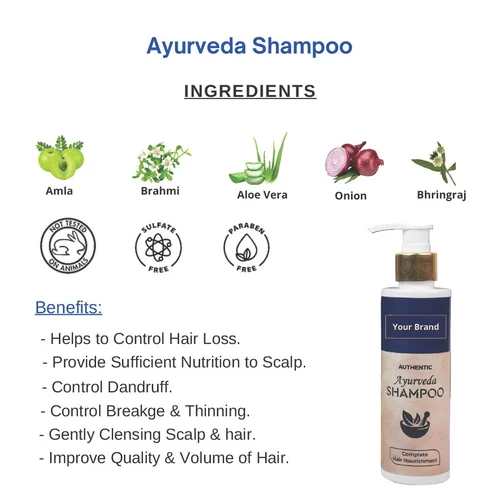 Ayurveda Shampoo
INGREDIENTS
Amla
Brahmi
Aloe Vera
Onion
Bhringraj
NOT TESTED
ON ANIMALS
SULFATE
FREE
PARABEN
FREE
Benefits:
- Helps to Control Hair Loss.
- Provide Sufficient Nutrition to Scalp.
- Control Dandruff.
- Control Breakge & Thinning.
- Gently Clensing Scalp & hair.
- Improve Quality & Volume of Hair.
Your Brand
AUTHENTIC
Ayurveda
SHAMPOO
Complete
Hair Nourishment